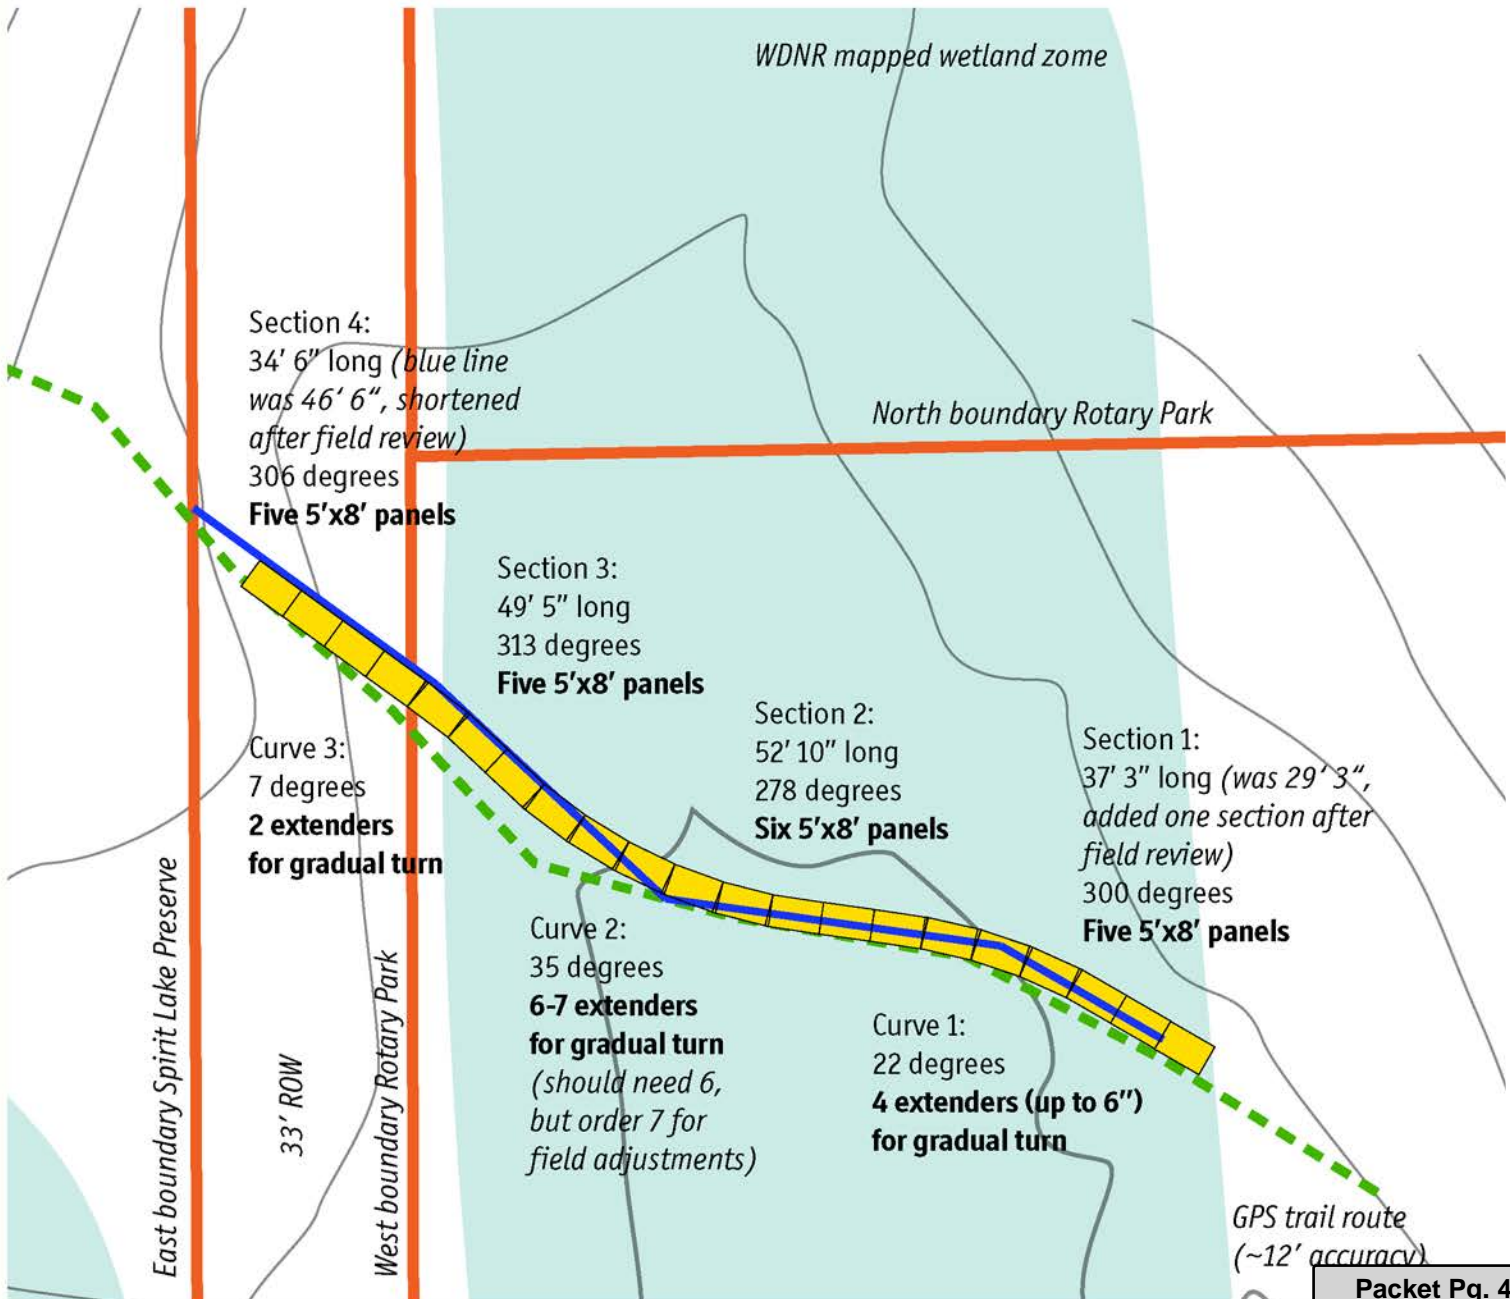 WDNR mapped wetland zome
Section 4:
34' 6” long (blue line
was 46‘ 6“, shortened
after field review)
306 degrees
Five 5'x8' panels
North boundary Rotary Park
Section 3:
49' 5” long
313 degrees
Five 5'x8' panels
Section 2:
52' 10” long
278 degrees
Six 5'x8' panels
Section 1:
37' 3” long (was 29‘ 3“,
added one section after
field review)
300 degrees
Five 5'x8' panels
Curve 3:
7 degrees
2 extenders
for gradual turn
Curve 2:
35 degrees
6-7 extenders
for gradual turn
(should need 6,
but order 7 for
field adjustments)
Curve 1:
22 degrees
4 extenders (up to 6”)
for gradual turn
East boundary Spirit Lake Preserve
33' ROW
West boundary Rotary Park
GPS trail route
(~12' accuracy)
Packet Pg. 4